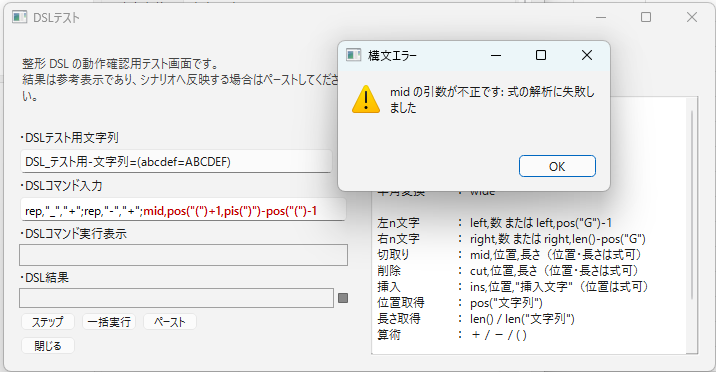 DSLテスト
整形 DSL の動作確認用テスト画面です。
結果は参考表示であり、シナリオへ反映する場合はペーストしてくださ
い。
・DSLテスト用文字列
DSL_テスト用-文字列=(abcdef=ABCDEF)
・DSLコマンド入力
rep,"_","+";rep,"-","+";mid,pos("(")+1,pis(")")-pos("(")-1
・DSLコマンド実行表示
・DSL結果
ステップ
一括実行
ペースト
閉じる
構文エラー
mid の引数が不正です: 式の解析に失敗し
ました
OK
半角変換 : wide
左n文字 : left,数 または left,pos("G")-1
右n文字 : right,数 または right,len()-pos("G")
切取り : mid,位置,長さ（位置・長さは式可）
削除 : cut,位置,長さ（位置・長さは式可）
挿入 : ins,位置,"挿入文字"（位置は式可）
位置取得 : pos("文字列")
長さ取得 : len() / len("文字列")
算術 : ＋ / － / ( )